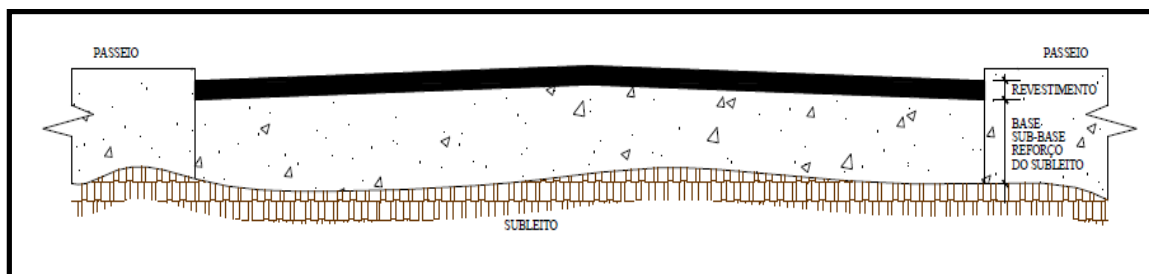 PASSEIO
PASSEIO
REVESTIMENTO
BASE
SUB-BASE
REFORÇO
DO SUBLEITO
SUBLEITO